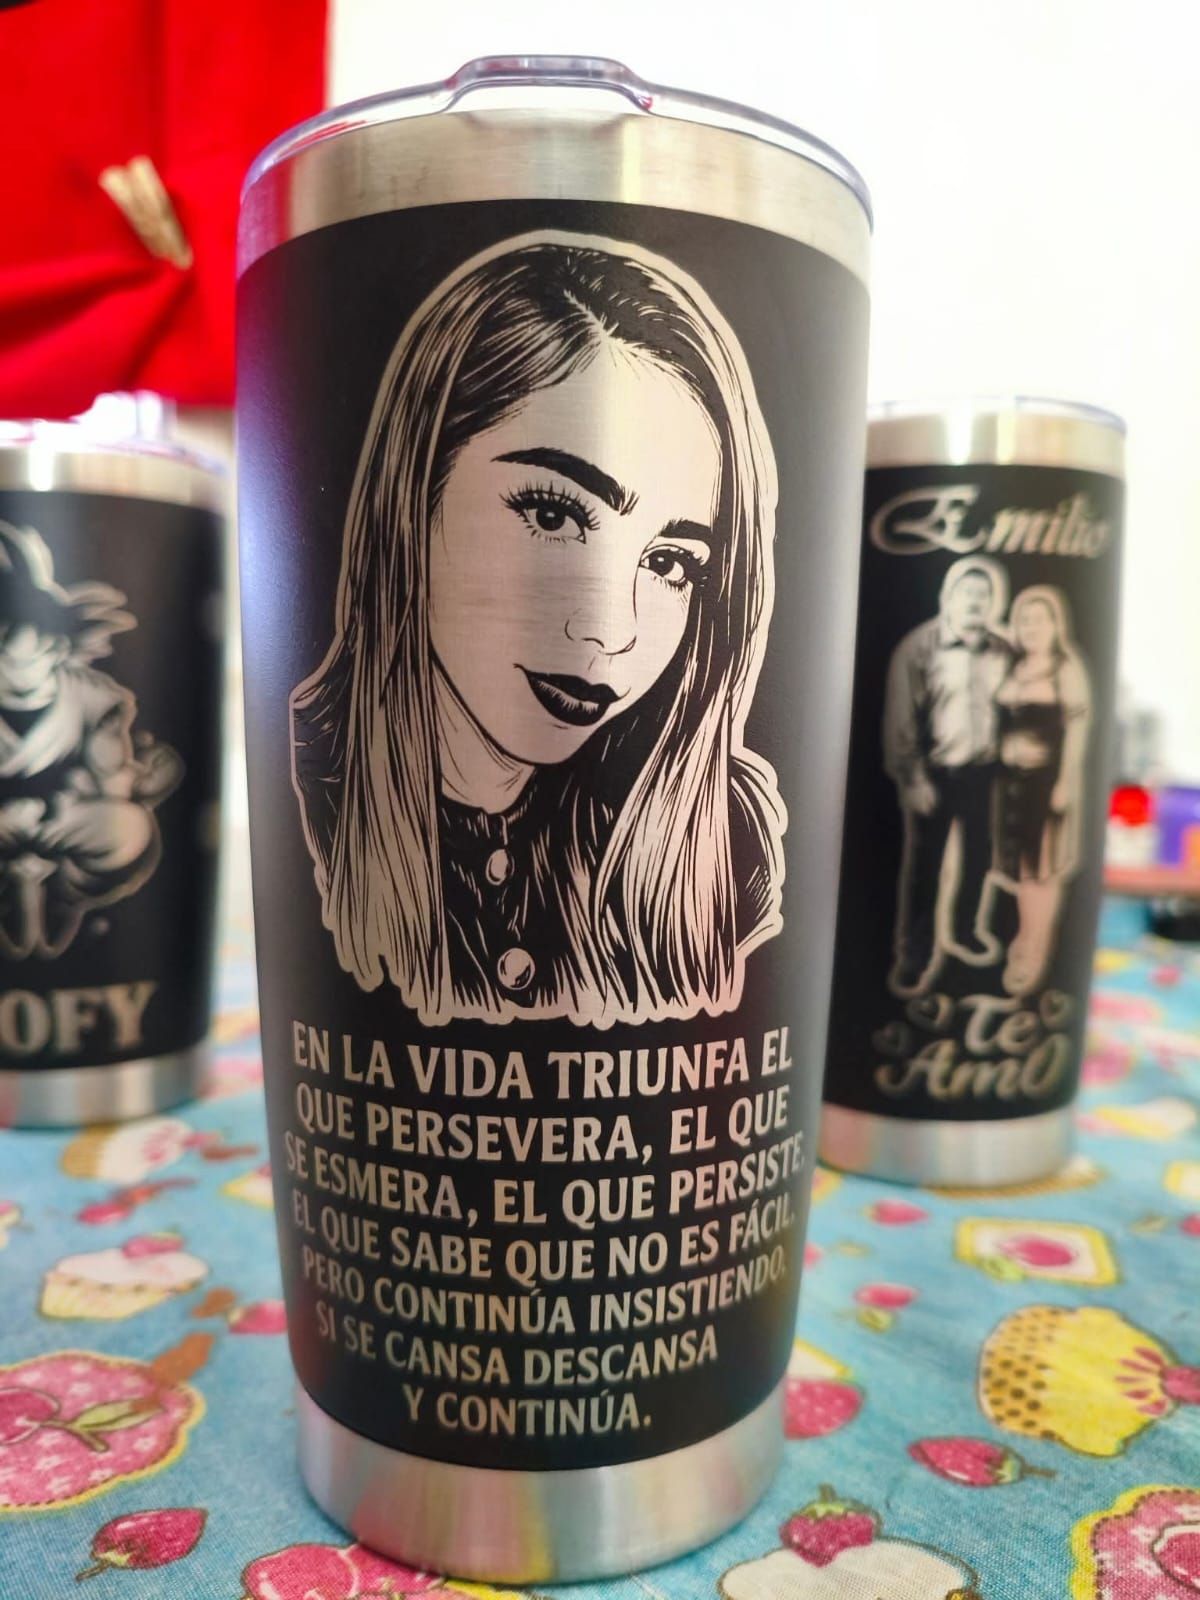 EN LA VIDA TRIUNFA EL
QUE PERSEVERA, EL QUE
SE ESMERA, EL QUE PERSISTE,
EL QUE SABE QUE NO ES FÁCIL,
PERO CONTINÚA INSISTIENDO,
SI SE CANSA DESCANSA
Y CONTINÚA.
Emilio
Te
Amo
OFY